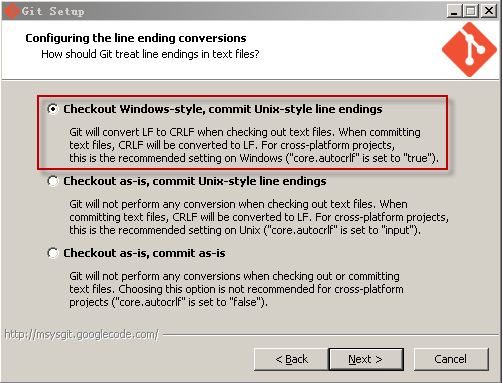 Git Setup
Configuring the line ending conversions
How should Git treat line endings in text files?
Checkout Windows-style, commit Unix-style line endings
Git will convert LF to CRLF when checking out text files. When committing
text files, CRLF will be converted to LF. For cross-platform projects,
this is the recommended setting on Windows ("core.autocrlf" is set to "true").
Checkout as-is, commit Unix-style line endings
Git will not perform any conversion when checking out text files. When
committing text files, CRLF will be converted to LF. For cross-platform projects,
this is the recommended setting on Unix ("core.autocrlf" is set to "input").
Checkout as-is, commit as-is
Git will not perform any conversions when checking out or committing
text files. Choosing this option is not recommended for cross-platform
projects ("core.autocrlf" is set to "false").
http://msysgit.googlecode.com/
< Back
Next >
Cancel